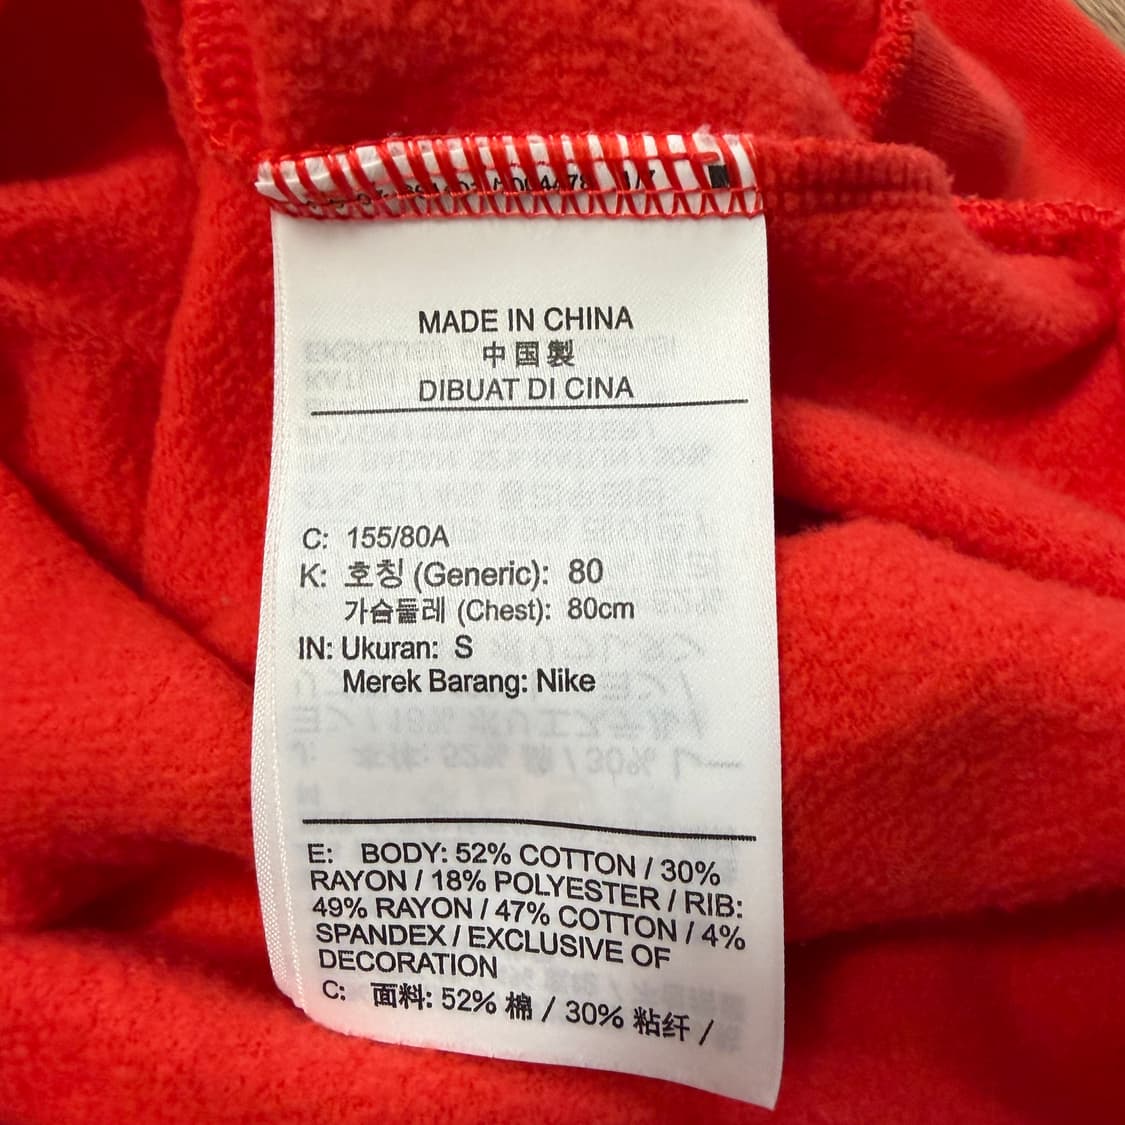 MADE IN CHINA
中国製
DIBUAT DI CINA
C: 155/80A
K: 호칭 (Generic): 80
가슴둘레 (Chest): 80cm
IN: Ukuran: S
Merek Barang: Nike
E: BODY: 52% COTTON / 30%
RAYON / 18% POLYESTER / RIB:
49% RAYON / 47% COTTON / 4%
SPANDEX / EXCLUSIVE OF
DECORATION
C: 面料: 52% 棉 / 30% 粘纤 /